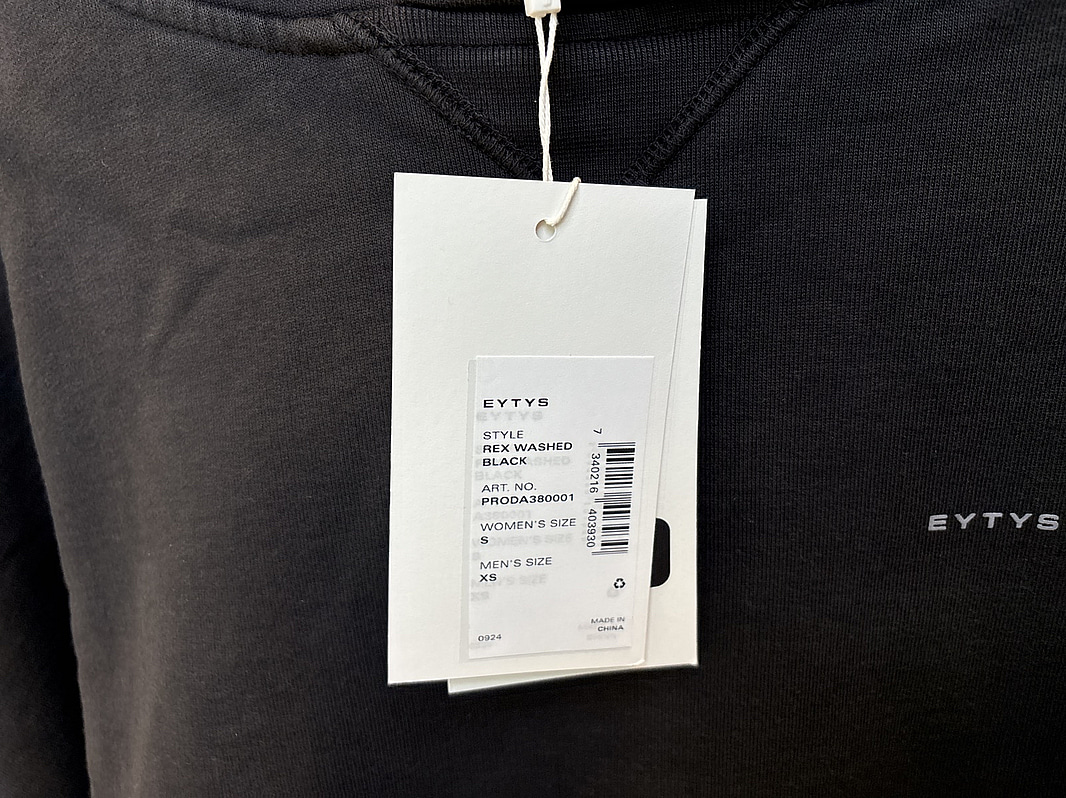 EYTYS
STYLE
REX WASHED
BLACK
ART. NO.
PRODA380001
WOMEN'S SIZE
S
MEN'S SIZE
XS
0924
MADE IN
CHINA
7 340216 403930
EYTYS